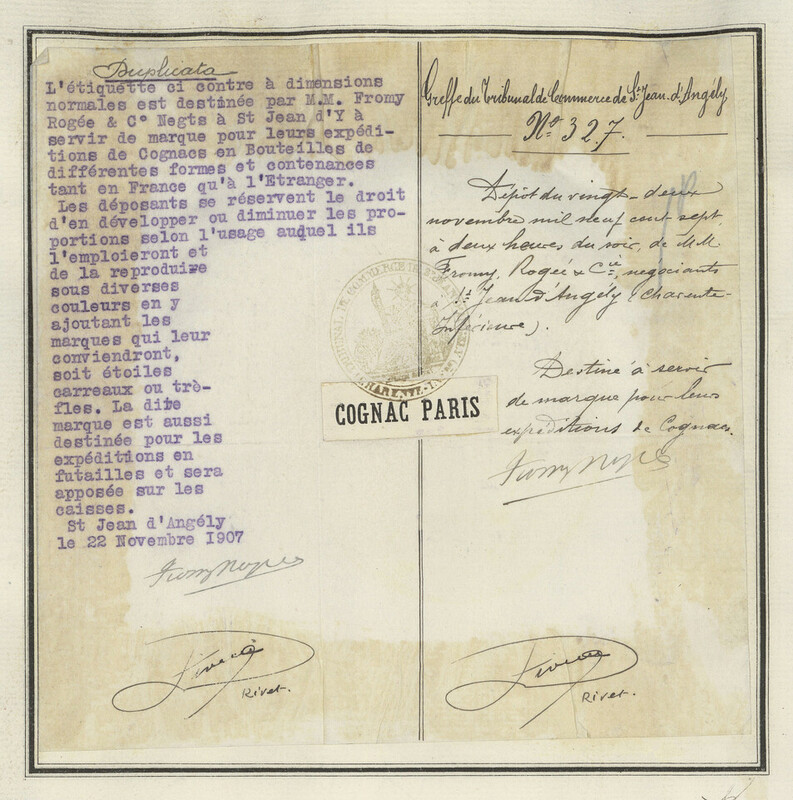 Duplicata
L'étiquette ci contre à dimensions
normales est destinée par M.M. Fromy
Rogée & C° Negts à St Jean d'Y à
servir de marque pour leurs expédi-
tions de Cognacs en Bouteilles de
différentes formes et contenances
tant en France qu'à l'Etranger.
Les déposants se réservent le droit
d'en développer ou diminuer les pro-
portions selon l'usage auquel ils
l'emploieront et
de la reproduire
sous diverses
couleurs en y
ajoutant les
marques qui leur
conviendront,
soit étoiles
carreaux ou trè-
fles. La dite
marque est aussi
destinée pour les
expéditions en
futailles et sera
apposée sur les
caisses.
St Jean d'Angély
le 22 Novembre 1907
Rivet.
COGNAC PARIS
Greffe du Tribunal de Commerce de St Jean d'Angély
No 327.
Dépôt du vingt-deux
novembre mil neuf cent sept,
à deux heures du soir, de M.M.
Fromy, Rogée & Cie, négociants
à St Jean d'Angély (Charente-
Inférieure).
Destiné à servir
de marque pour leurs
expéditions de Cognacs.
Rivet.